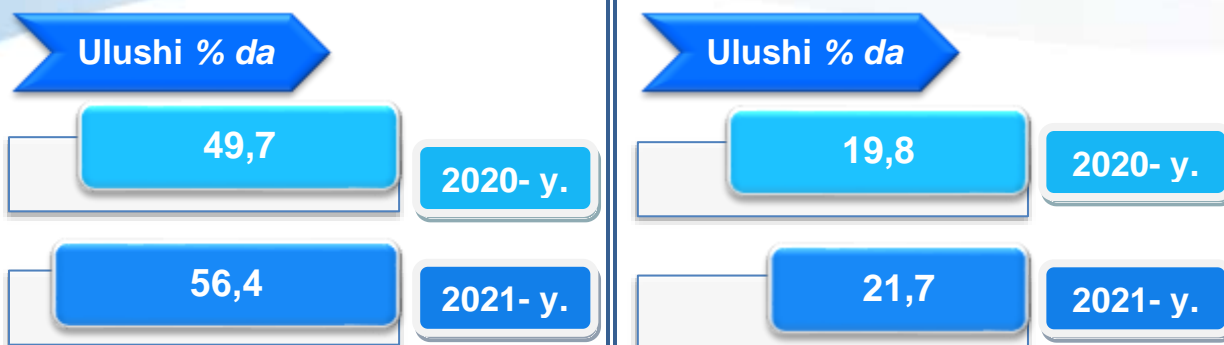 Ulushi % da
49,7
2020- y.
56,4
2021- y.
Ulushi % da
19,8
2020- y.
21,7
2021- y.